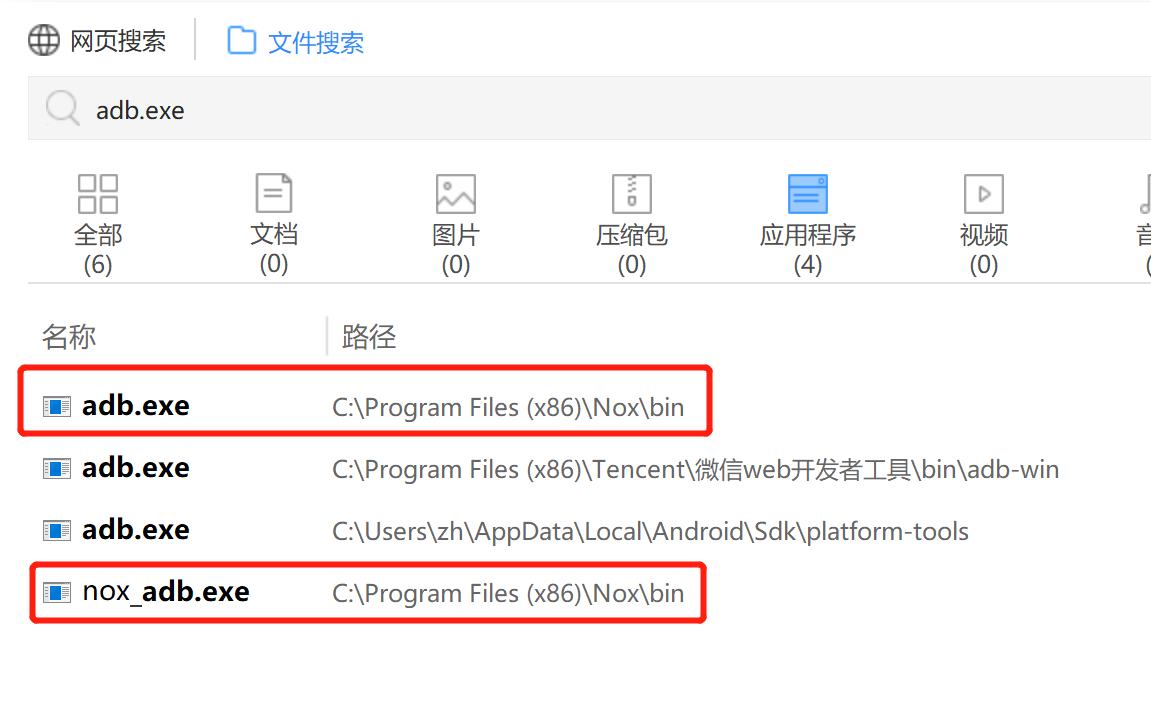 网页搜索 文件搜索
adb.exe
全部 文档 图片 压缩包 应用程序 视频
(6) (0) (0) (0) (4) (0)
名称 路径
adb.exe C:\Program Files (x86)\Nox\bin
adb.exe C:\Program Files (x86)\Tencent\微信web开发者工具\bin\adb-win
adb.exe C:\Users\zh\AppData\Local\Android\Sdk\platform-tools
nox_adb.exe C:\Program Files (x86)\Nox\bin